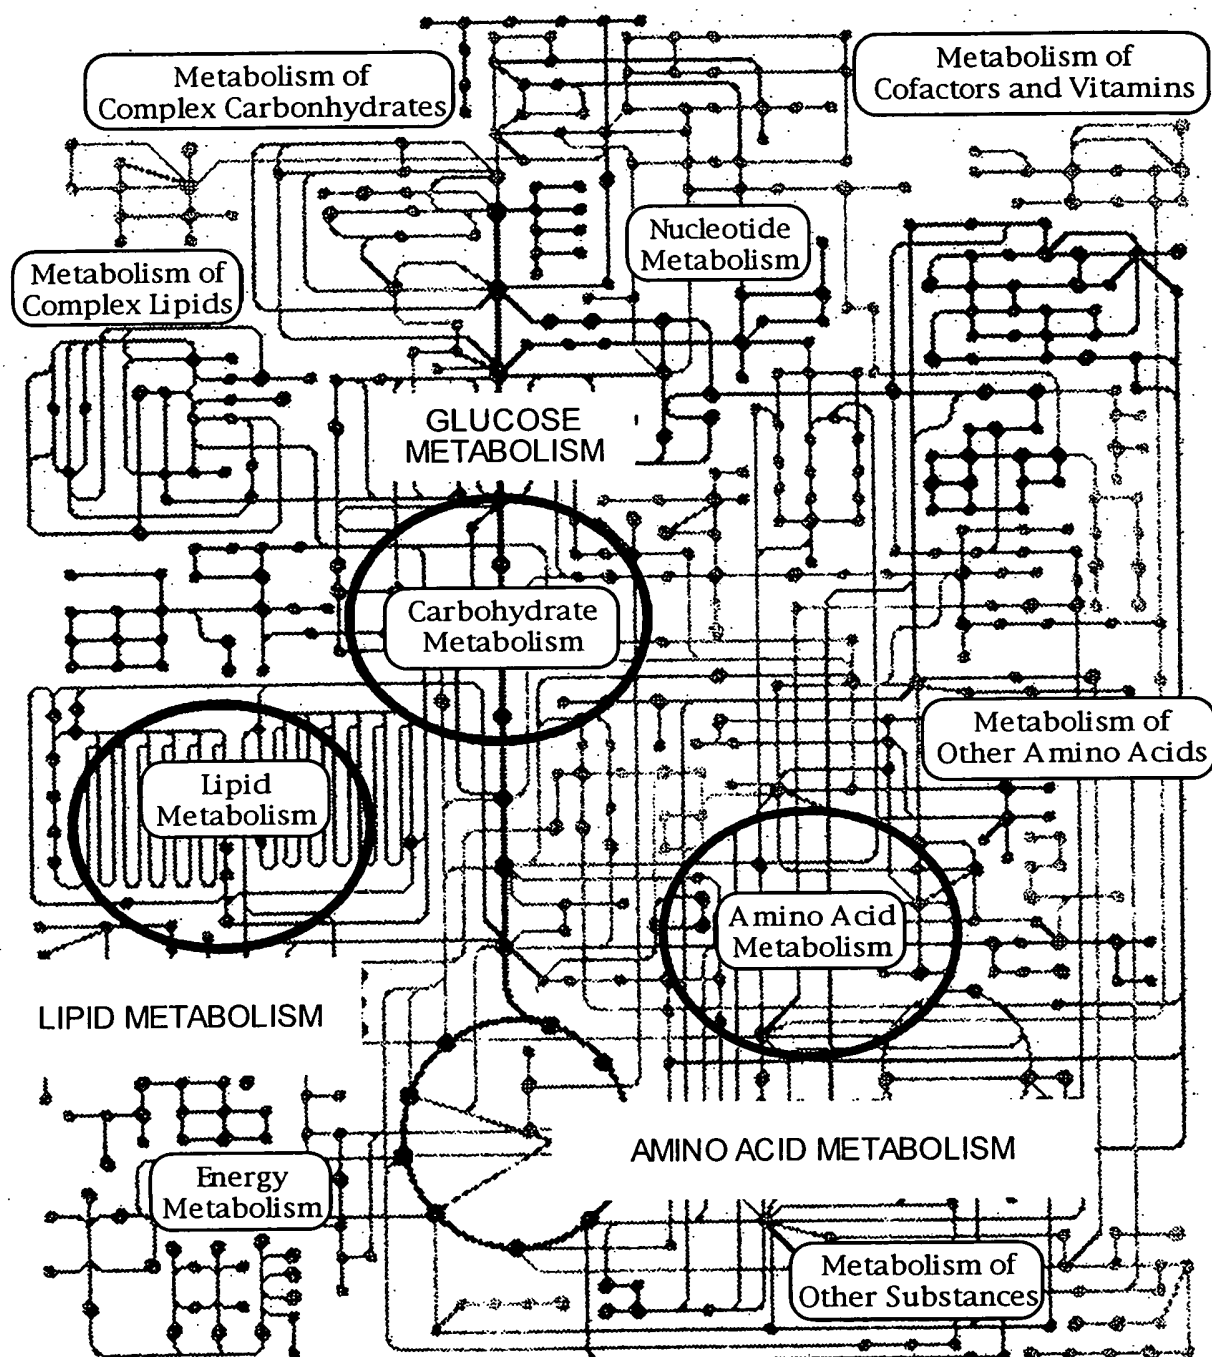 Metabolism of
Complex Carbonhydrates
Metabolism of
Cofactors and Vitamins
Nucleotide
Metabolism
Metabolism of
Complex Lipids
GLUCOSE
METABOLISM
Carbohydrate
Metabolism
Metabolism of
Other Amino Acids
Lipid
Metabolism
Amino Acid
Metabolism
LIPID METABOLISM
AMINO ACID METABOLISM
Energy
Metabolism
Metabolism of
Other Substances